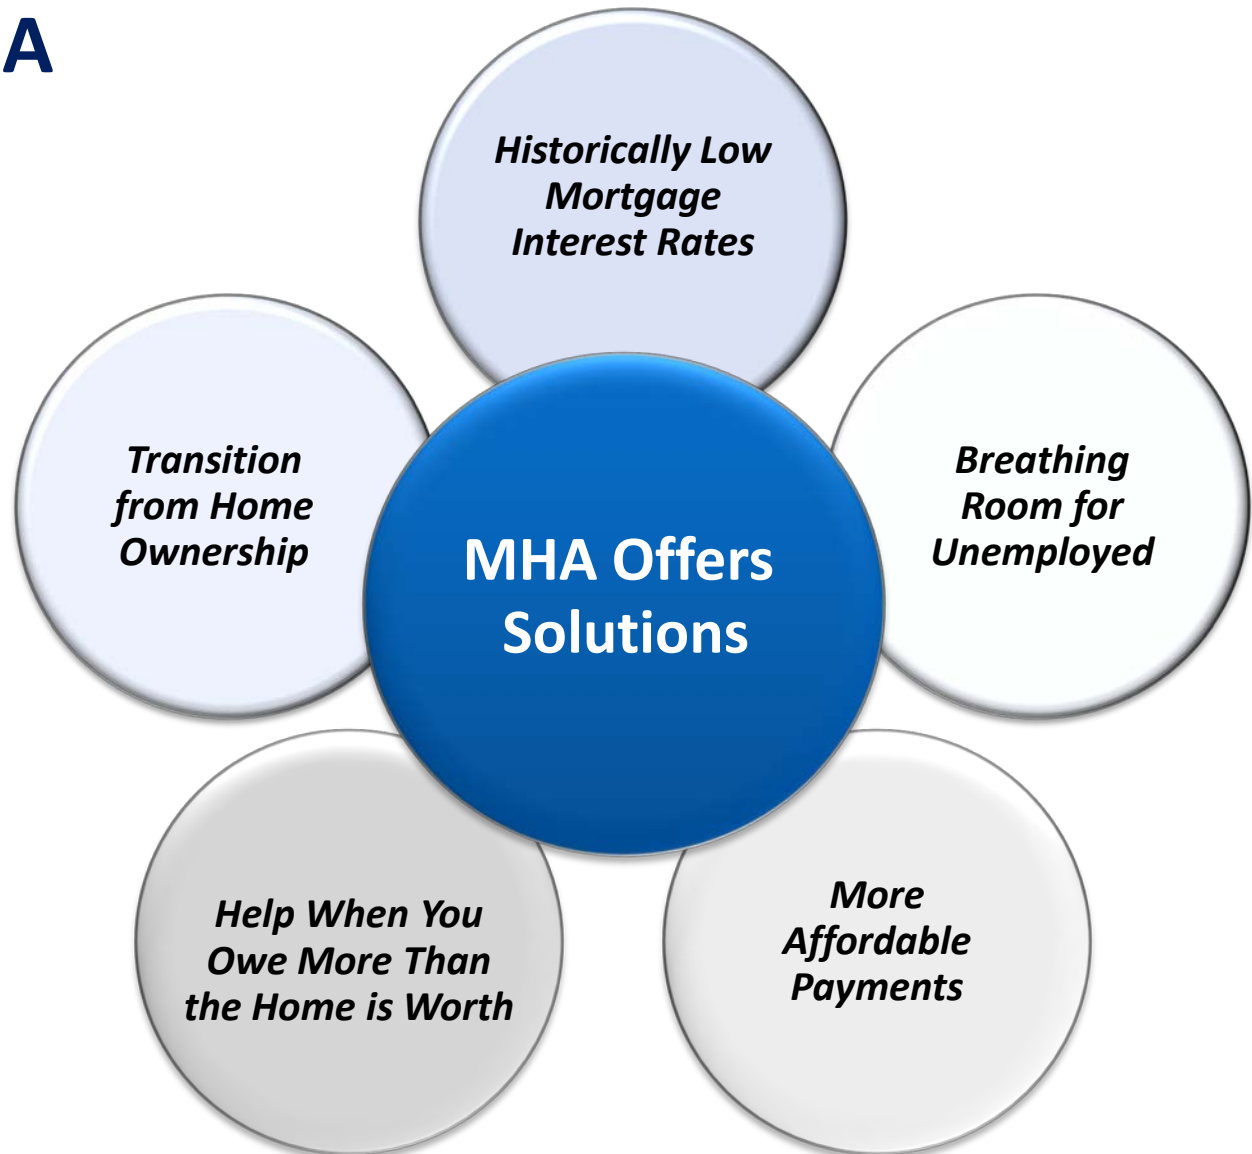 A
Historically Low
Mortgage
Interest Rates
Transition
from Home
Ownership
Breathing
Room for
Unemployed
MHA Offers
Solutions
Help When You
Owe More Than
the Home is Worth
More
Affordable
Payments